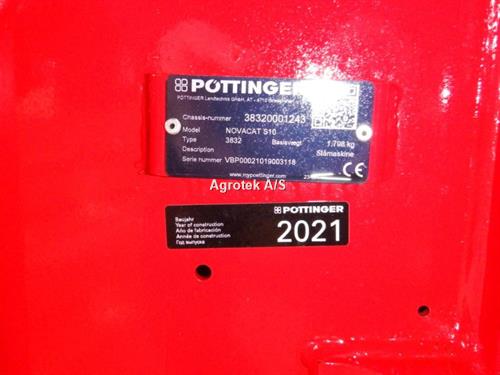 PÖTTINGER
PÖTTINGER Landtechnik GmbH, AT - 4710 Grieskirchen
Chassis-nummer 38320001243
Model NOVACAT S10
Type 3832 Basisvægt 1.798 kg
Description Slåmaskine
Serie nummer VBP00021019003118
www.mypoettinger.com
CE
Agrotek A/S
PÖTTINGER
Baujahr
Year of construction
Año de fabricación
Année de construction
Год выпуска
2021